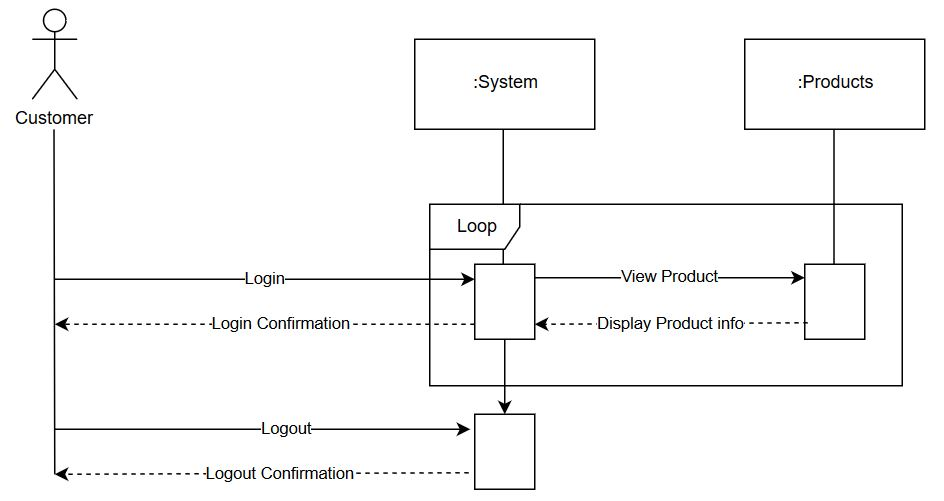 Customer
:System
:Products
Loop
Login
View Product
Login Confirmation
Display Product info
Logout
Logout Confirmation